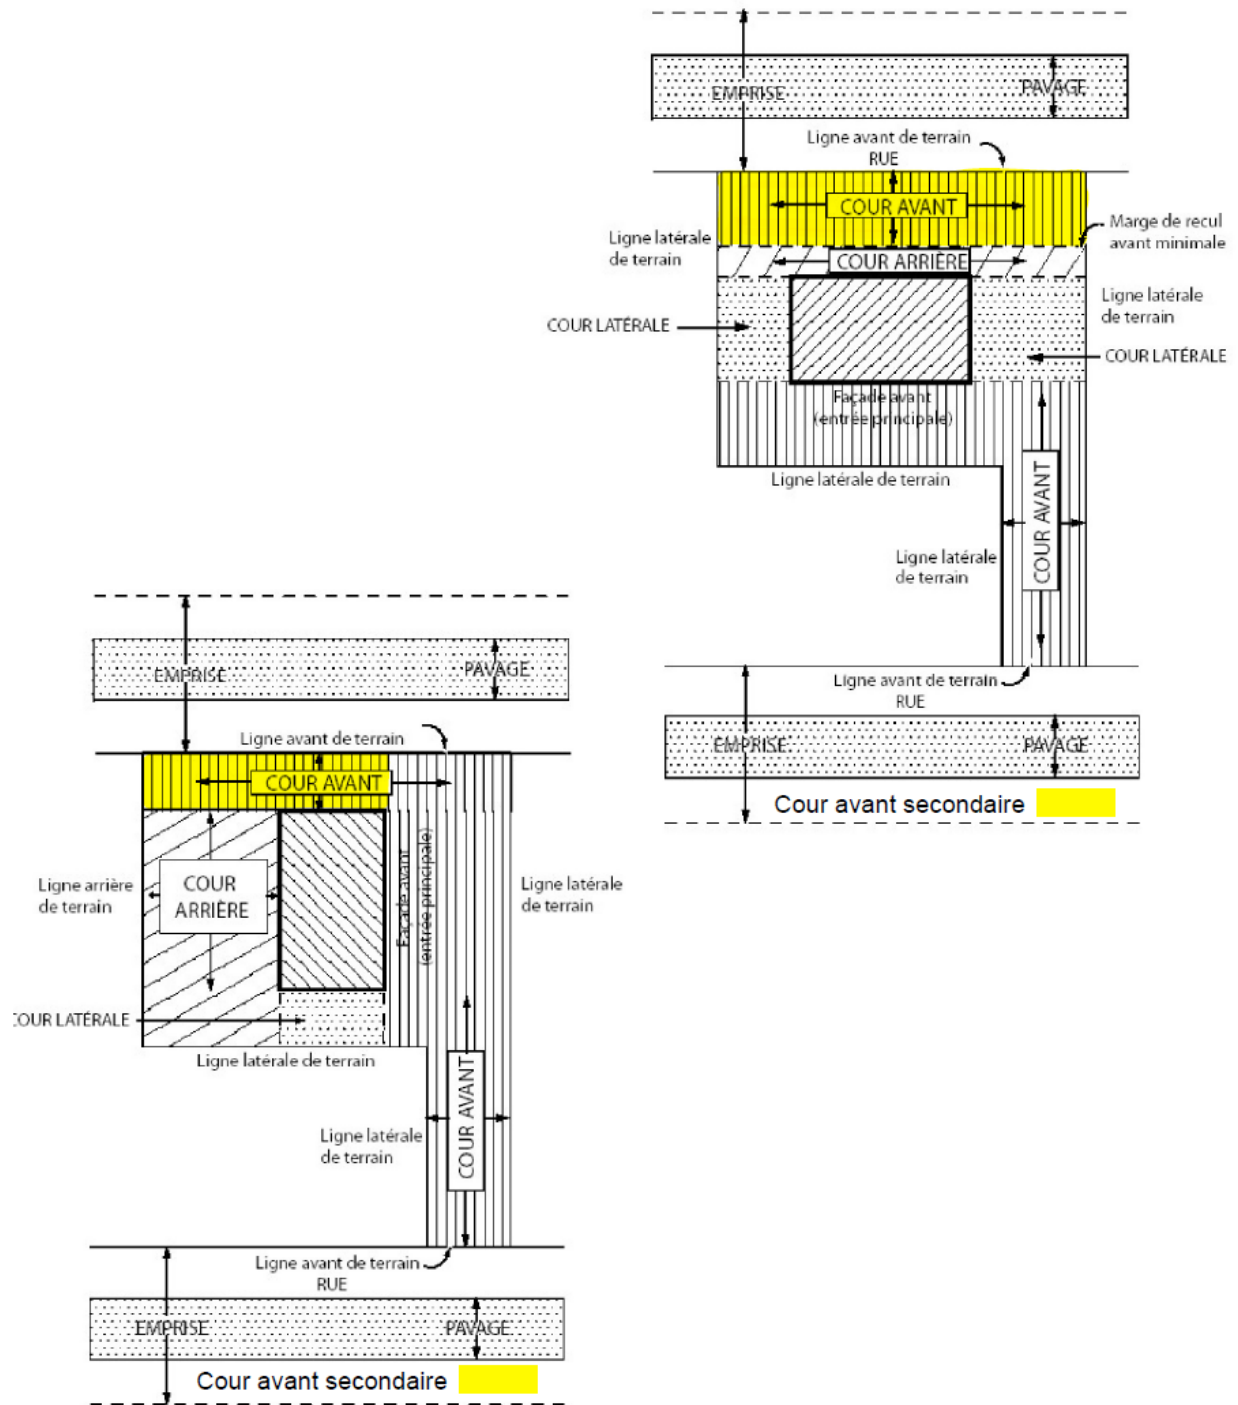 EMPRISE
PAVAGE
Ligne avant de terrain
RUE
COUR AVANT
Ligne latérale
de terrain
Marge de recul
avant minimale
COUR ARRIÈRE
Ligne latérale
de terrain
COUR LATÉRALE
COUR LATÉRALE
Façade avant
(entrée principale)
Ligne latérale de terrain
COUR AVANT
Ligne latérale
de terrain
Ligne avant de terrain
RUE
EMPRISE
PAVAGE
Cour avant secondaire
EMPRISE
PAVAGE
Ligne avant de terrain
COUR AVANT
Ligne arrière
de terrain
COUR
ARRIÈRE
Façade avant
(entrée principale)
Ligne latérale
de terrain
COUR LATÉRALE
Ligne latérale de terrain
COUR AVANT
Ligne latérale
de terrain
Ligne avant de terrain
RUE
EMPRISE
PAVAGE
Cour avant secondaire